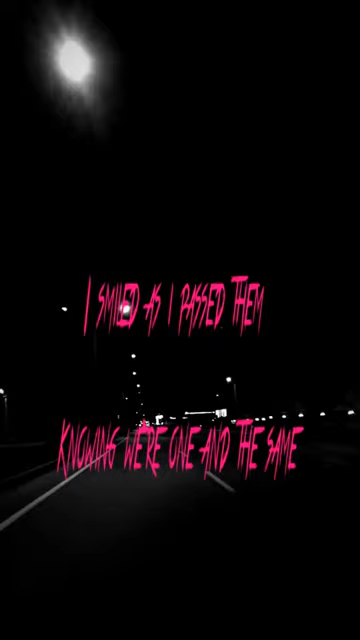 I SMILED AS I PASSED THEM
KNOWING WE'RE ONE AND THE SAME